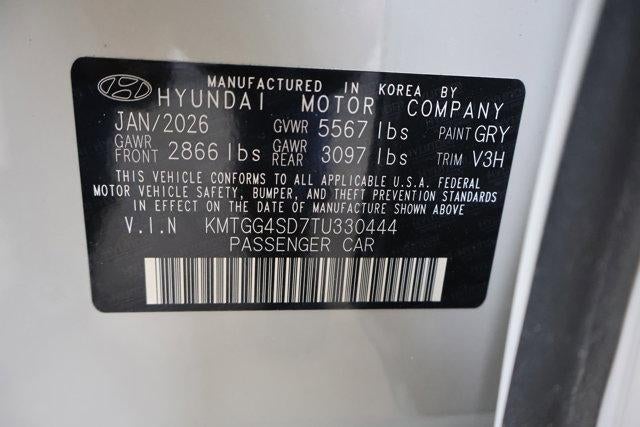 MANUFACTURED IN KOREA BY
HYUNDAI MOTOR COMPANY
JAN/2026 GVWR 5567 lbs PAINT GRY
GAWR FRONT 2866 lbs GAWR REAR 3097 lbs TRIM V3H
THIS VEHICLE CONFORMS TO ALL APPLICABLE U.S.A. FEDERAL
MOTOR VEHICLE SAFETY, BUMPER, AND THEFT PREVENTION STANDARDS
IN EFFECT ON THE DATE OF MANUFACTURE SHOWN ABOVE
V.I.N KMTGG4SD7TU330444
PASSENGER CAR